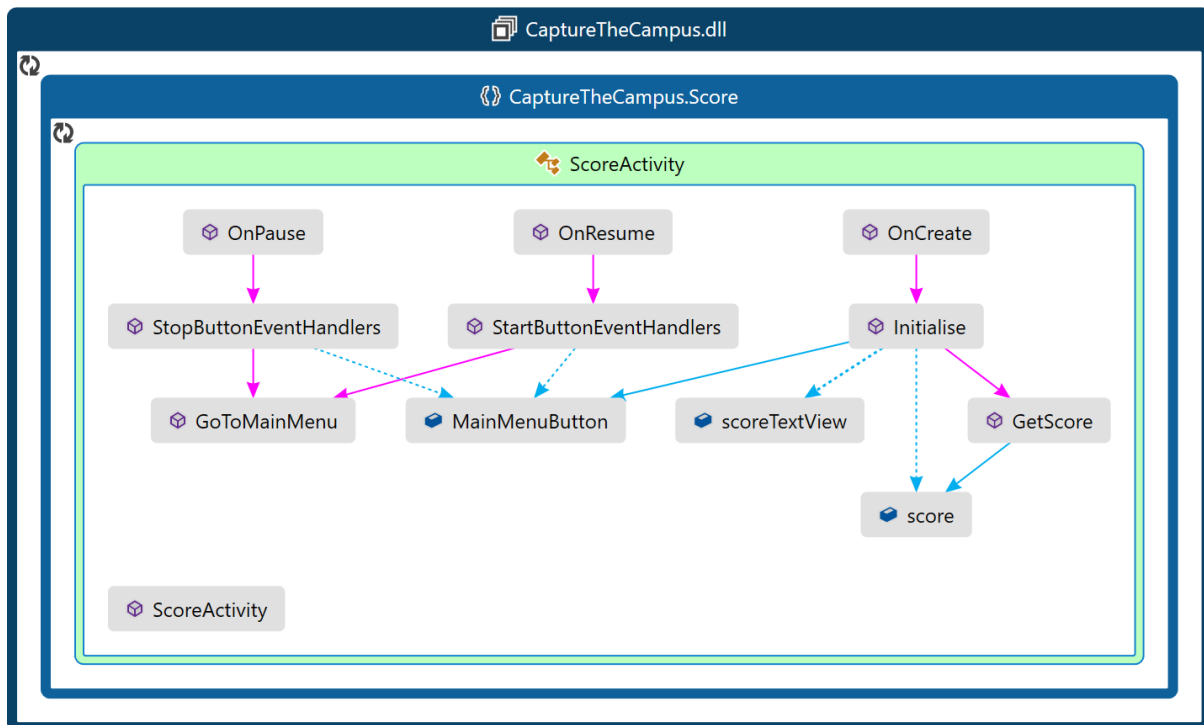 CaptureTheCampus.dll
CaptureTheCampus.Score
ScoreActivity
OnPause
OnResume
OnCreate
StopButtonEventHandlers
StartButtonEventHandlers
Initialise
GoToMainMenu
MainMenuButton
scoreTextView
GetScore
score
ScoreActivity